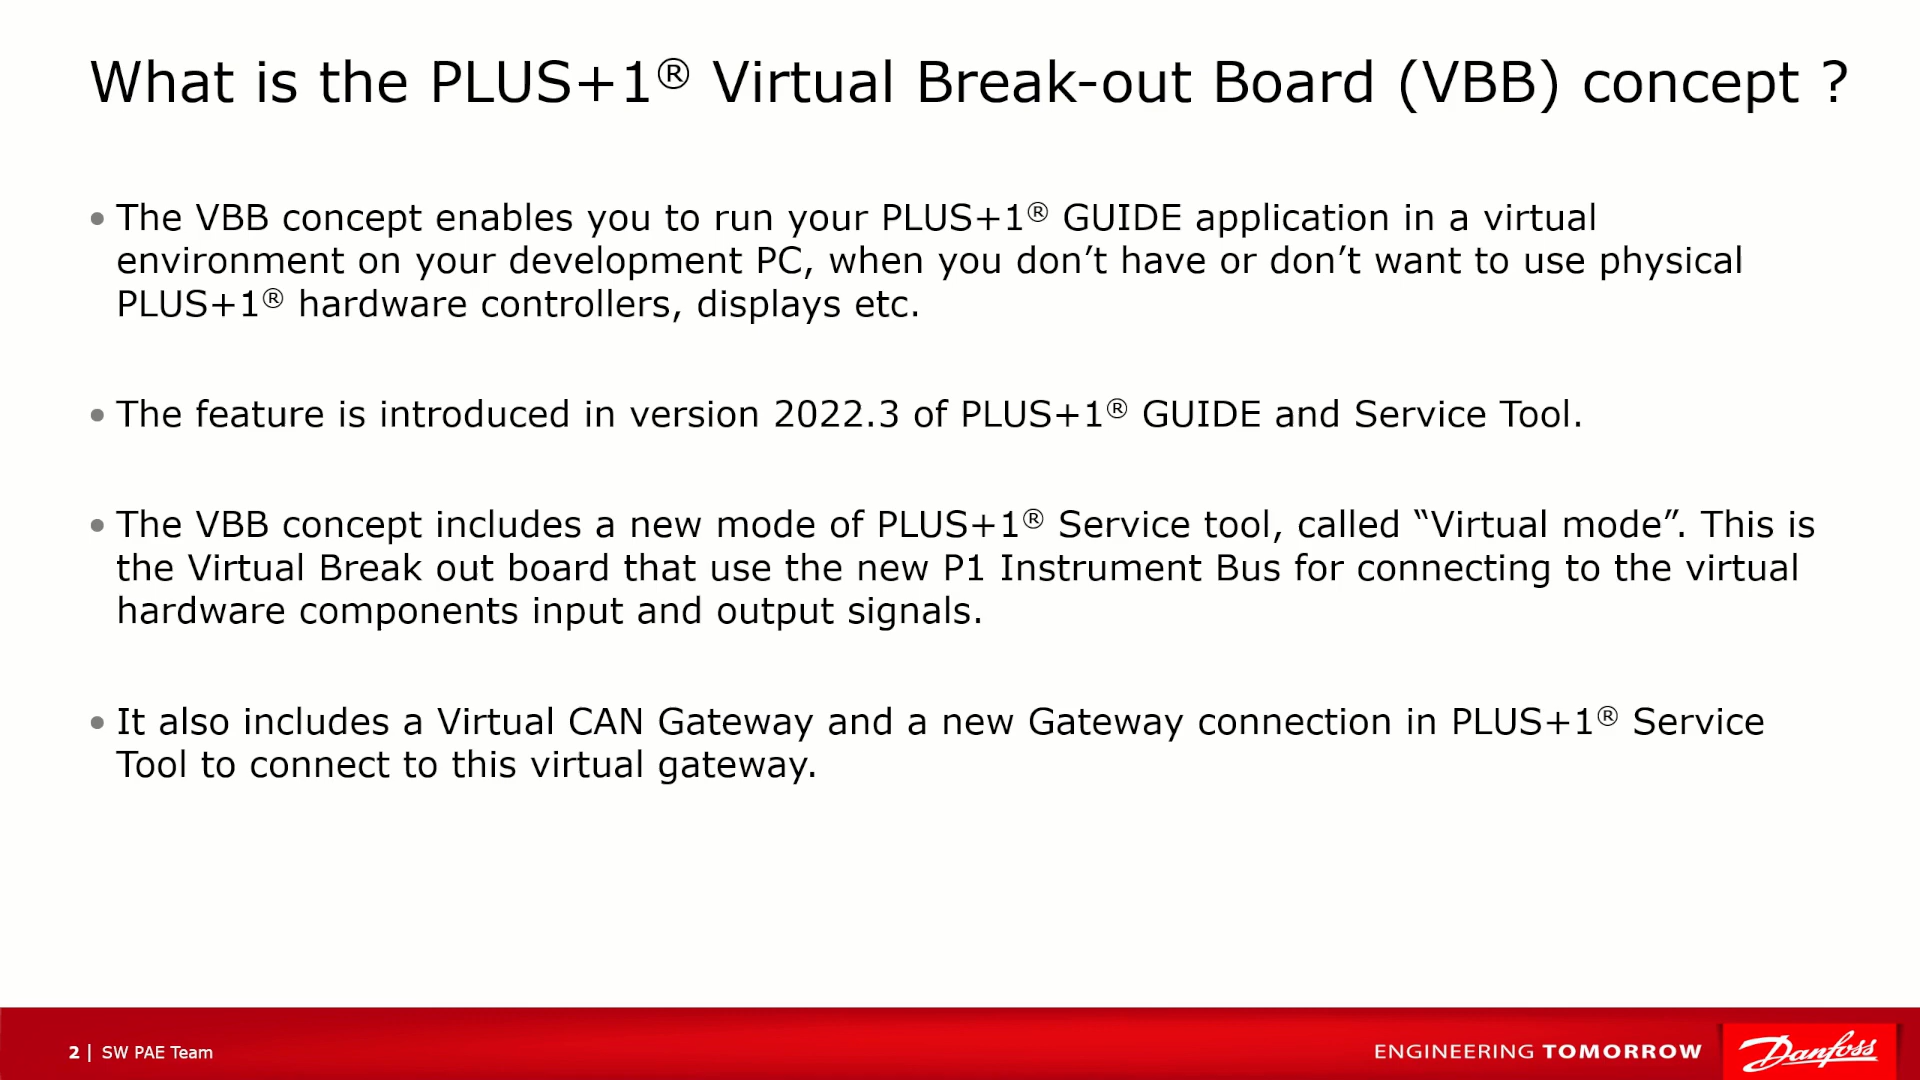 What is the PLUS+1® Virtual Break-out Board (VBB) concept ?
• The VBB concept enables you to run your PLUS+1® GUIDE application in a virtual
environment on your development PC, when you don’t have or don’t want to use physical
PLUS+1® hardware controllers, displays etc.
• The feature is introduced in version 2022.3 of PLUS+1® GUIDE and Service Tool.
• The VBB concept includes a new mode of PLUS+1® Service tool, called “Virtual mode”. This is
the Virtual Break out board that use the new P1 Instrument Bus for connecting to the virtual
hardware components input and output signals.
• It also includes a Virtual CAN Gateway and a new Gateway connection in PLUS+1® Service
Tool to connect to this virtual gateway.
2 | SW PAE Team
ENGINEERING TOMORROW
Danfoss